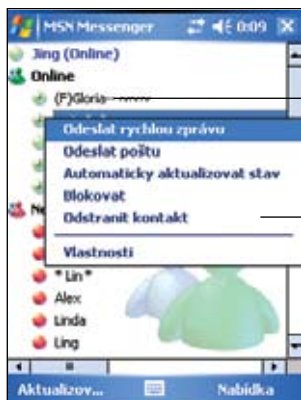 MSN Messenger 0:09
Jing (Online)
Online
(F)Gloria
Odeslat rychlou zprávu
Odeslat poštu
Automaticky aktualizovat stav
Blokovat
Odstranit kontakt
Vlastnosti
* Lin *
Alex
Linda
Ling
Aktualizov... Nabídka